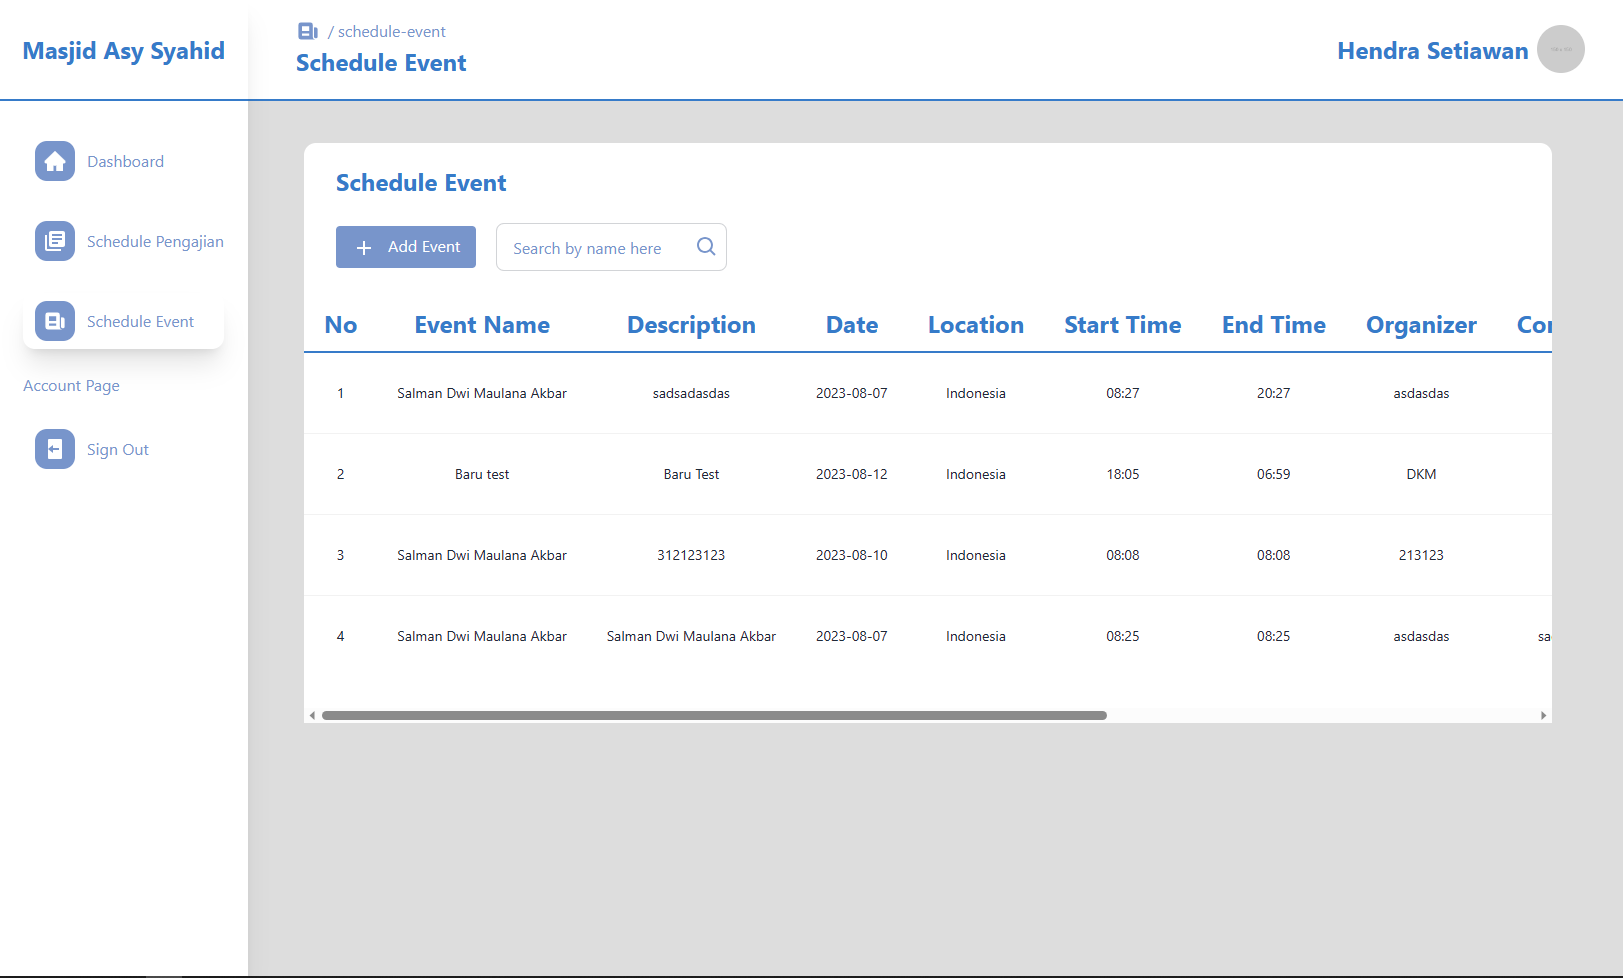 Masjid Asy Syahid
/ schedule-event
Schedule Event
Hendra Setiawan
Dashboard
Schedule Pengajian
Schedule Event
Account Page
Sign Out
Schedule Event
Add Event
Search by name here
No Event Name Description Date Location Start Time End Time Organizer
1 Salman Dwi Maulana Akbar sadsadasdas 2023-08-07 Indonesia 08:27 20:27 asdasdas
2 Baru test Baru Test 2023-08-12 Indonesia 18:05 06:59 DKM
3 Salman Dwi Maulana Akbar 312123123 2023-08-10 Indonesia 08:08 08:08 213123
4 Salman Dwi Maulana Akbar Salman Dwi Maulana Akbar 2023-08-07 Indonesia 08:25 08:25 asdasdas sa